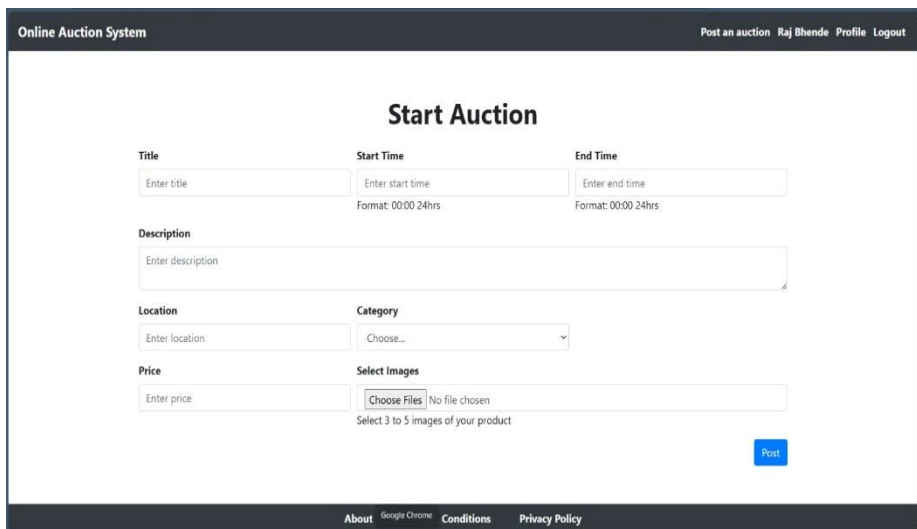 Online Auction System
Post an auction Raj Bhende Profile Logout
Start Auction
Title Start Time End Time
Enter title Enter start time Enter end time
Format: 00:00 24hrs Format: 00:00 24hrs
Description
Enter description
Location Category
Enter location Choose...
Price Select Images
Enter price Choose Files No file chosen
Select 3 to 5 images of your product
Post
About Google Chrome Conditions Privacy Policy